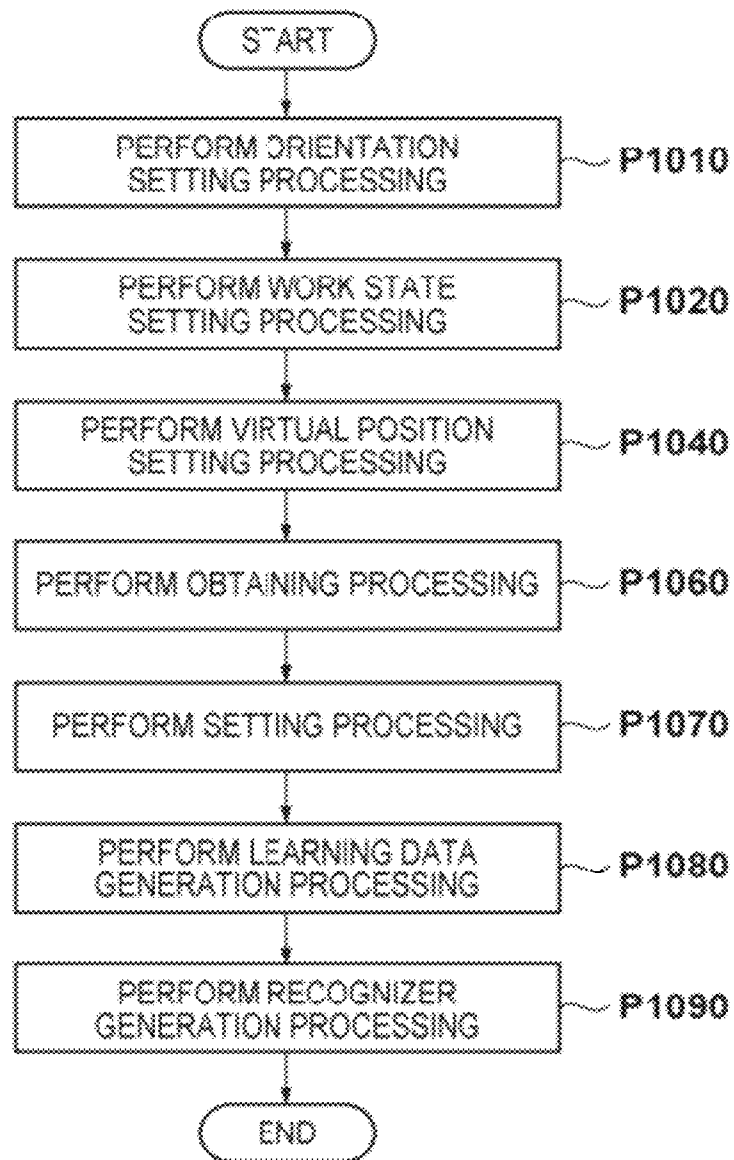 START
PERFORM ORIENTATION
SETTING PROCESSING
P1010
PERFORM WORK STATE
SETTING PROCESSING
P1020
PERFORM VIRTUAL POSITION
SETTING PROCESSING
P1040
PERFORM OBTAINING PROCESSING
P1060
PERFORM SETTING PROCESSING
P1070
PERFORM LEARNING DATA
GENERATION PROCESSING
P1080
PERFORM RECOGNIZER
GENERATION PROCESSING
P1090
END